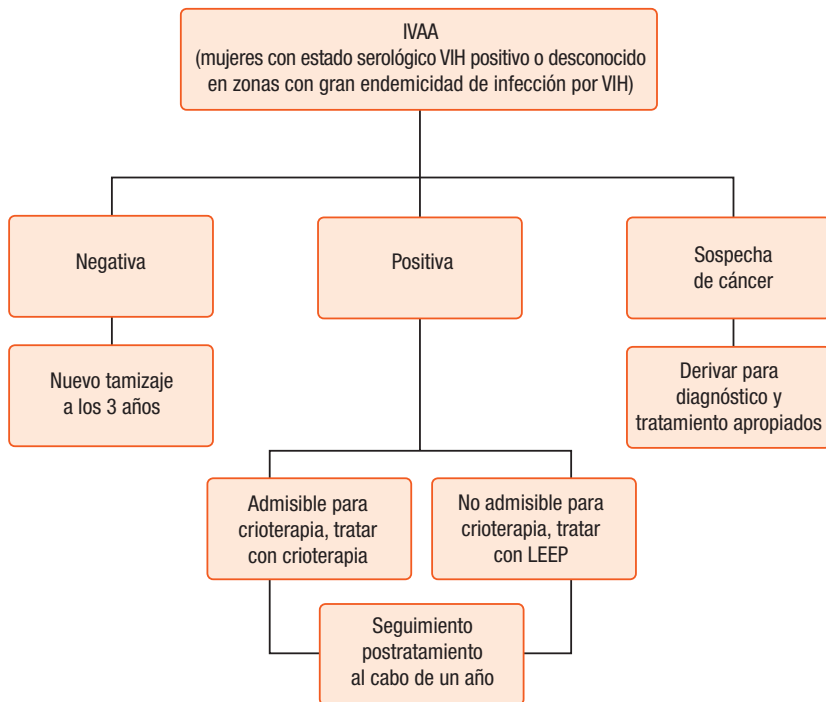 IVAA
(mujeres con estado serológico VIH positivo o desconocido
en zonas con gran endemicidad de infección por VIH)
Negativa
Positiva
Sospecha
de cáncer
Nuevo tamizaje
a los 3 años
Derivar para
diagnóstico y
tratamiento apropiados
Admisible para
crioterapia, tratar
con crioterapia
No admisible para
crioterapia, tratar
con LEEP
Seguimiento
postratamiento
al cabo de un año